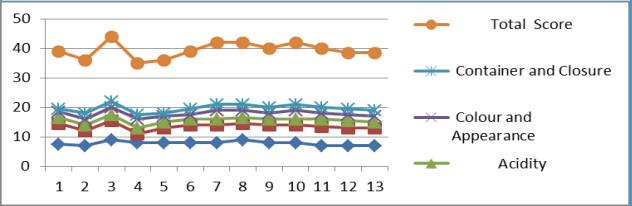 50
40
30
20
10
0
1 2 3 4 5 6 7 8 9 10 11 12 13
Total Score
Container and Closure
Colour and
Appearance
Acidity